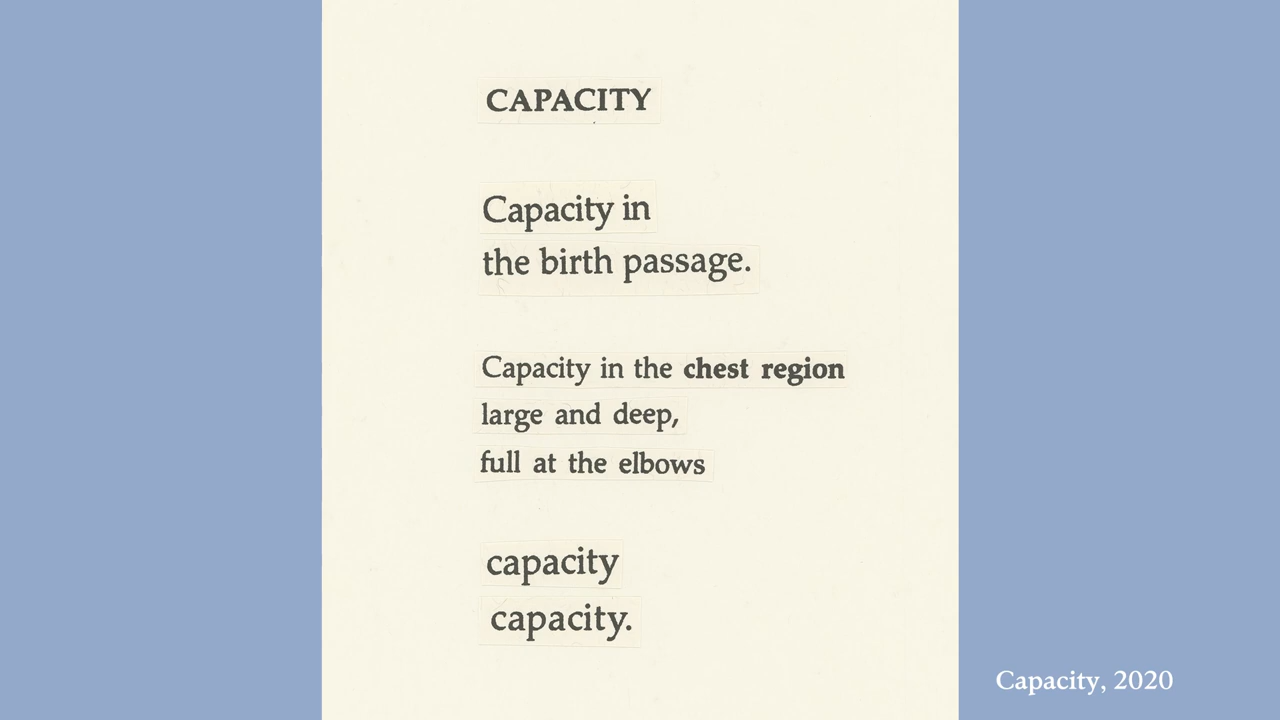 CAPACITY
Capacity in
the birth passage.
Capacity in the chest region
large and deep,
full at the elbows
capacity
capacity.
Capacity, 2020